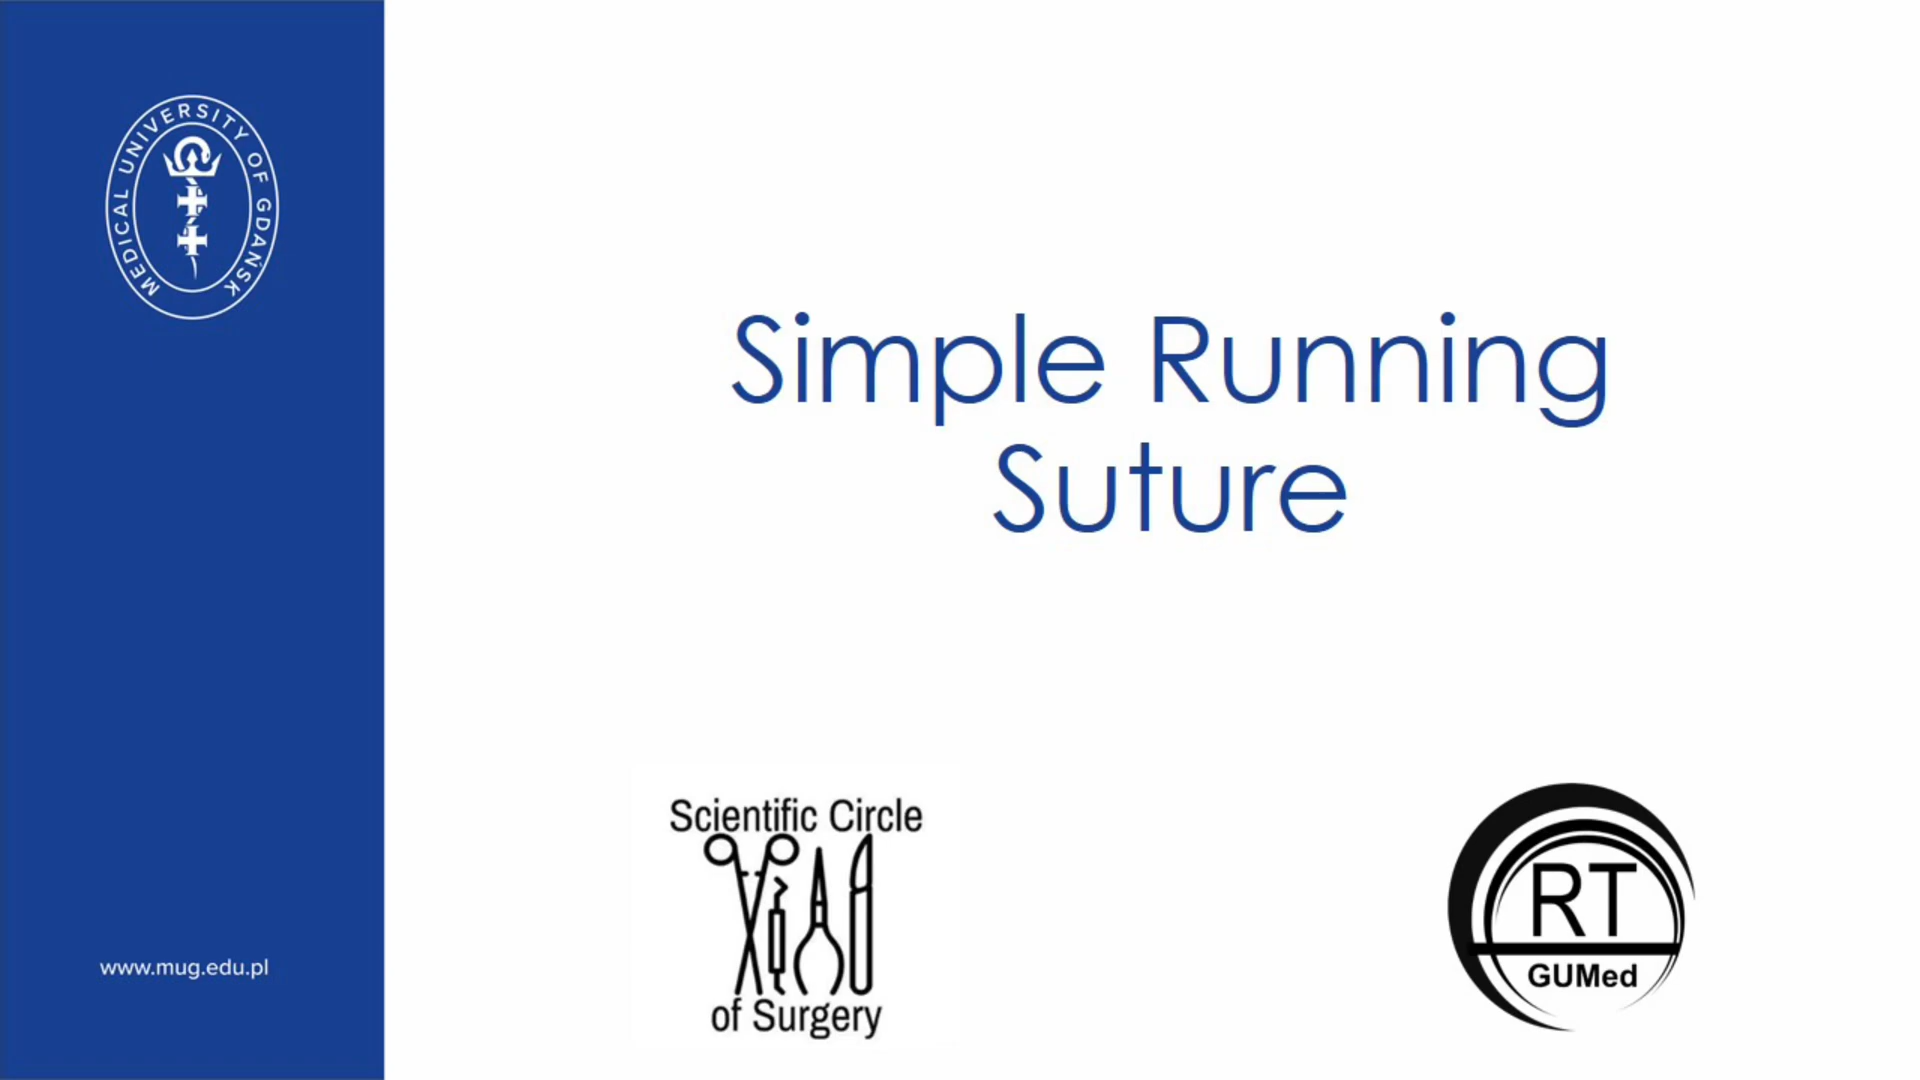 MEDICAL UNIVERSITY OF GDAŃSK
Simple Running
Suture
Scientific Circle
of Surgery
RT
GUMed
www.mug.edu.pl